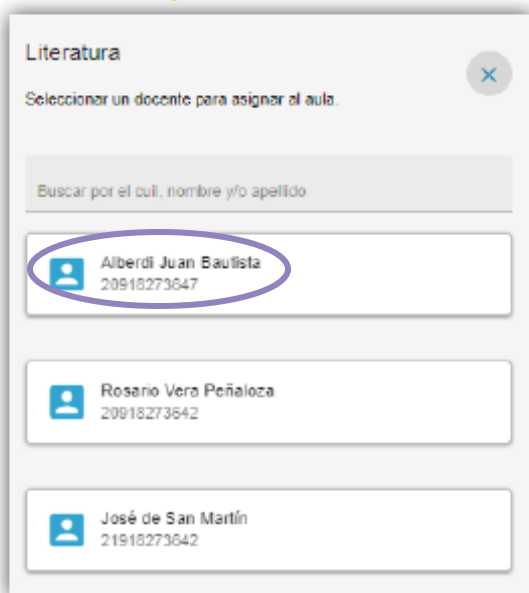 Literatura
Seleccionar un docente para asignar al aula.
Buscar por el cuil, nombre y/o apellido
Alberdi Juan Bautista
20918273647
Rosario Vera Peñaloza
20918273642
José de San Martín
21918273642